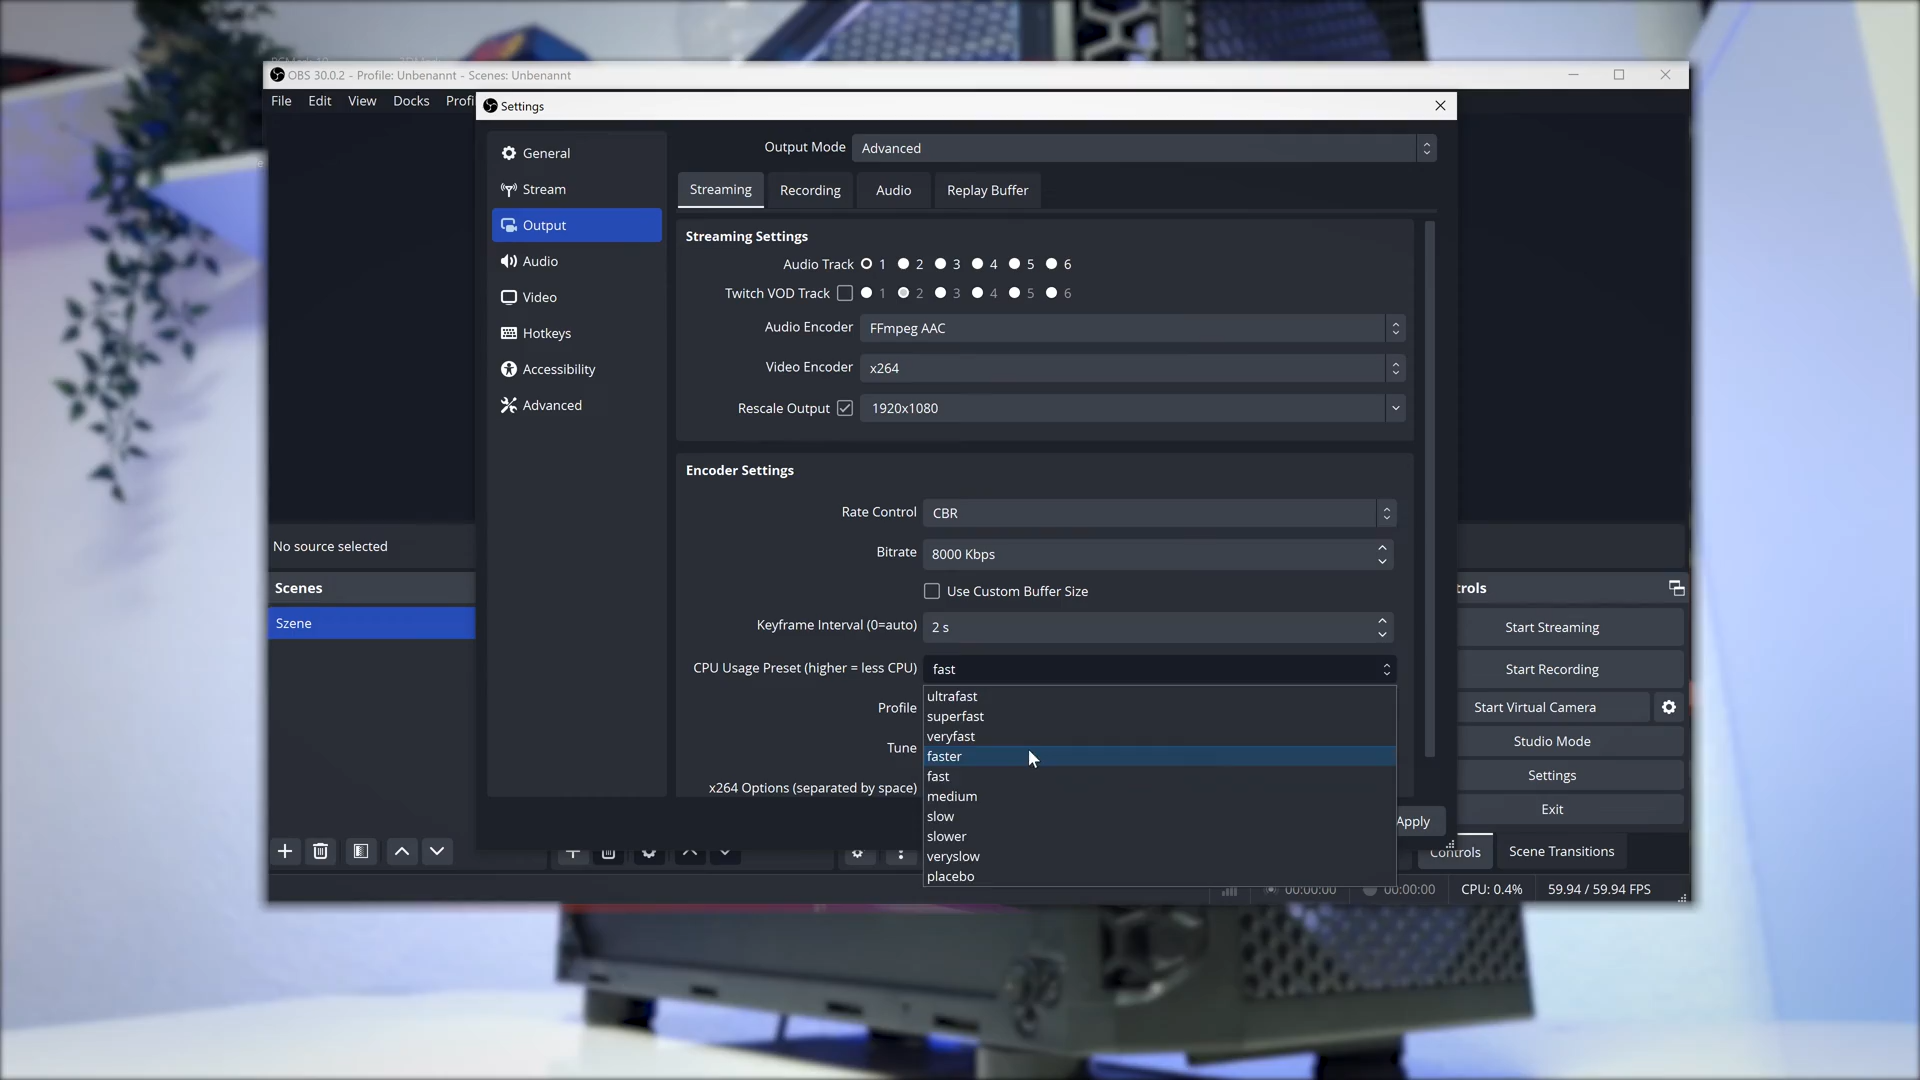 OBS 30.0.2 - Profile: Unbenannt - Scenes: Unbenannt
File Edit View Docks Profi
Settings
General
Stream
Output
Audio
Video
Hotkeys
Accessibility
Advanced
Output Mode Advanced
Streaming Recording Audio Replay Buffer
Streaming Settings
Audio Track 1 2 3 4 5 6
Twitch VOD Track 1 2 3 4 5 6
Audio Encoder FFmpeg AAC
Video Encoder x264
Rescale Output 1920x1080
Encoder Settings
Rate Control CBR
Bitrate 8000 Kbps
Use Custom Buffer Size
Keyframe Interval (0=auto) 2 s
CPU Usage Preset (higher = less CPU) fast
ultrafast
superfast
veryfast
faster
fast
medium
slow
slower
veryslow
placebo
Profile
Tune
x264 Options (separated by space)
Apply
No source selected
Scenes
Szene
trols
Start Streaming
Start Recording
Start Virtual Camera
Studio Mode
Settings
Exit
Controls Scene Transitions
00:00:00 00:00:00 CPU: 0.4% 59.94 / 59.94 FPS